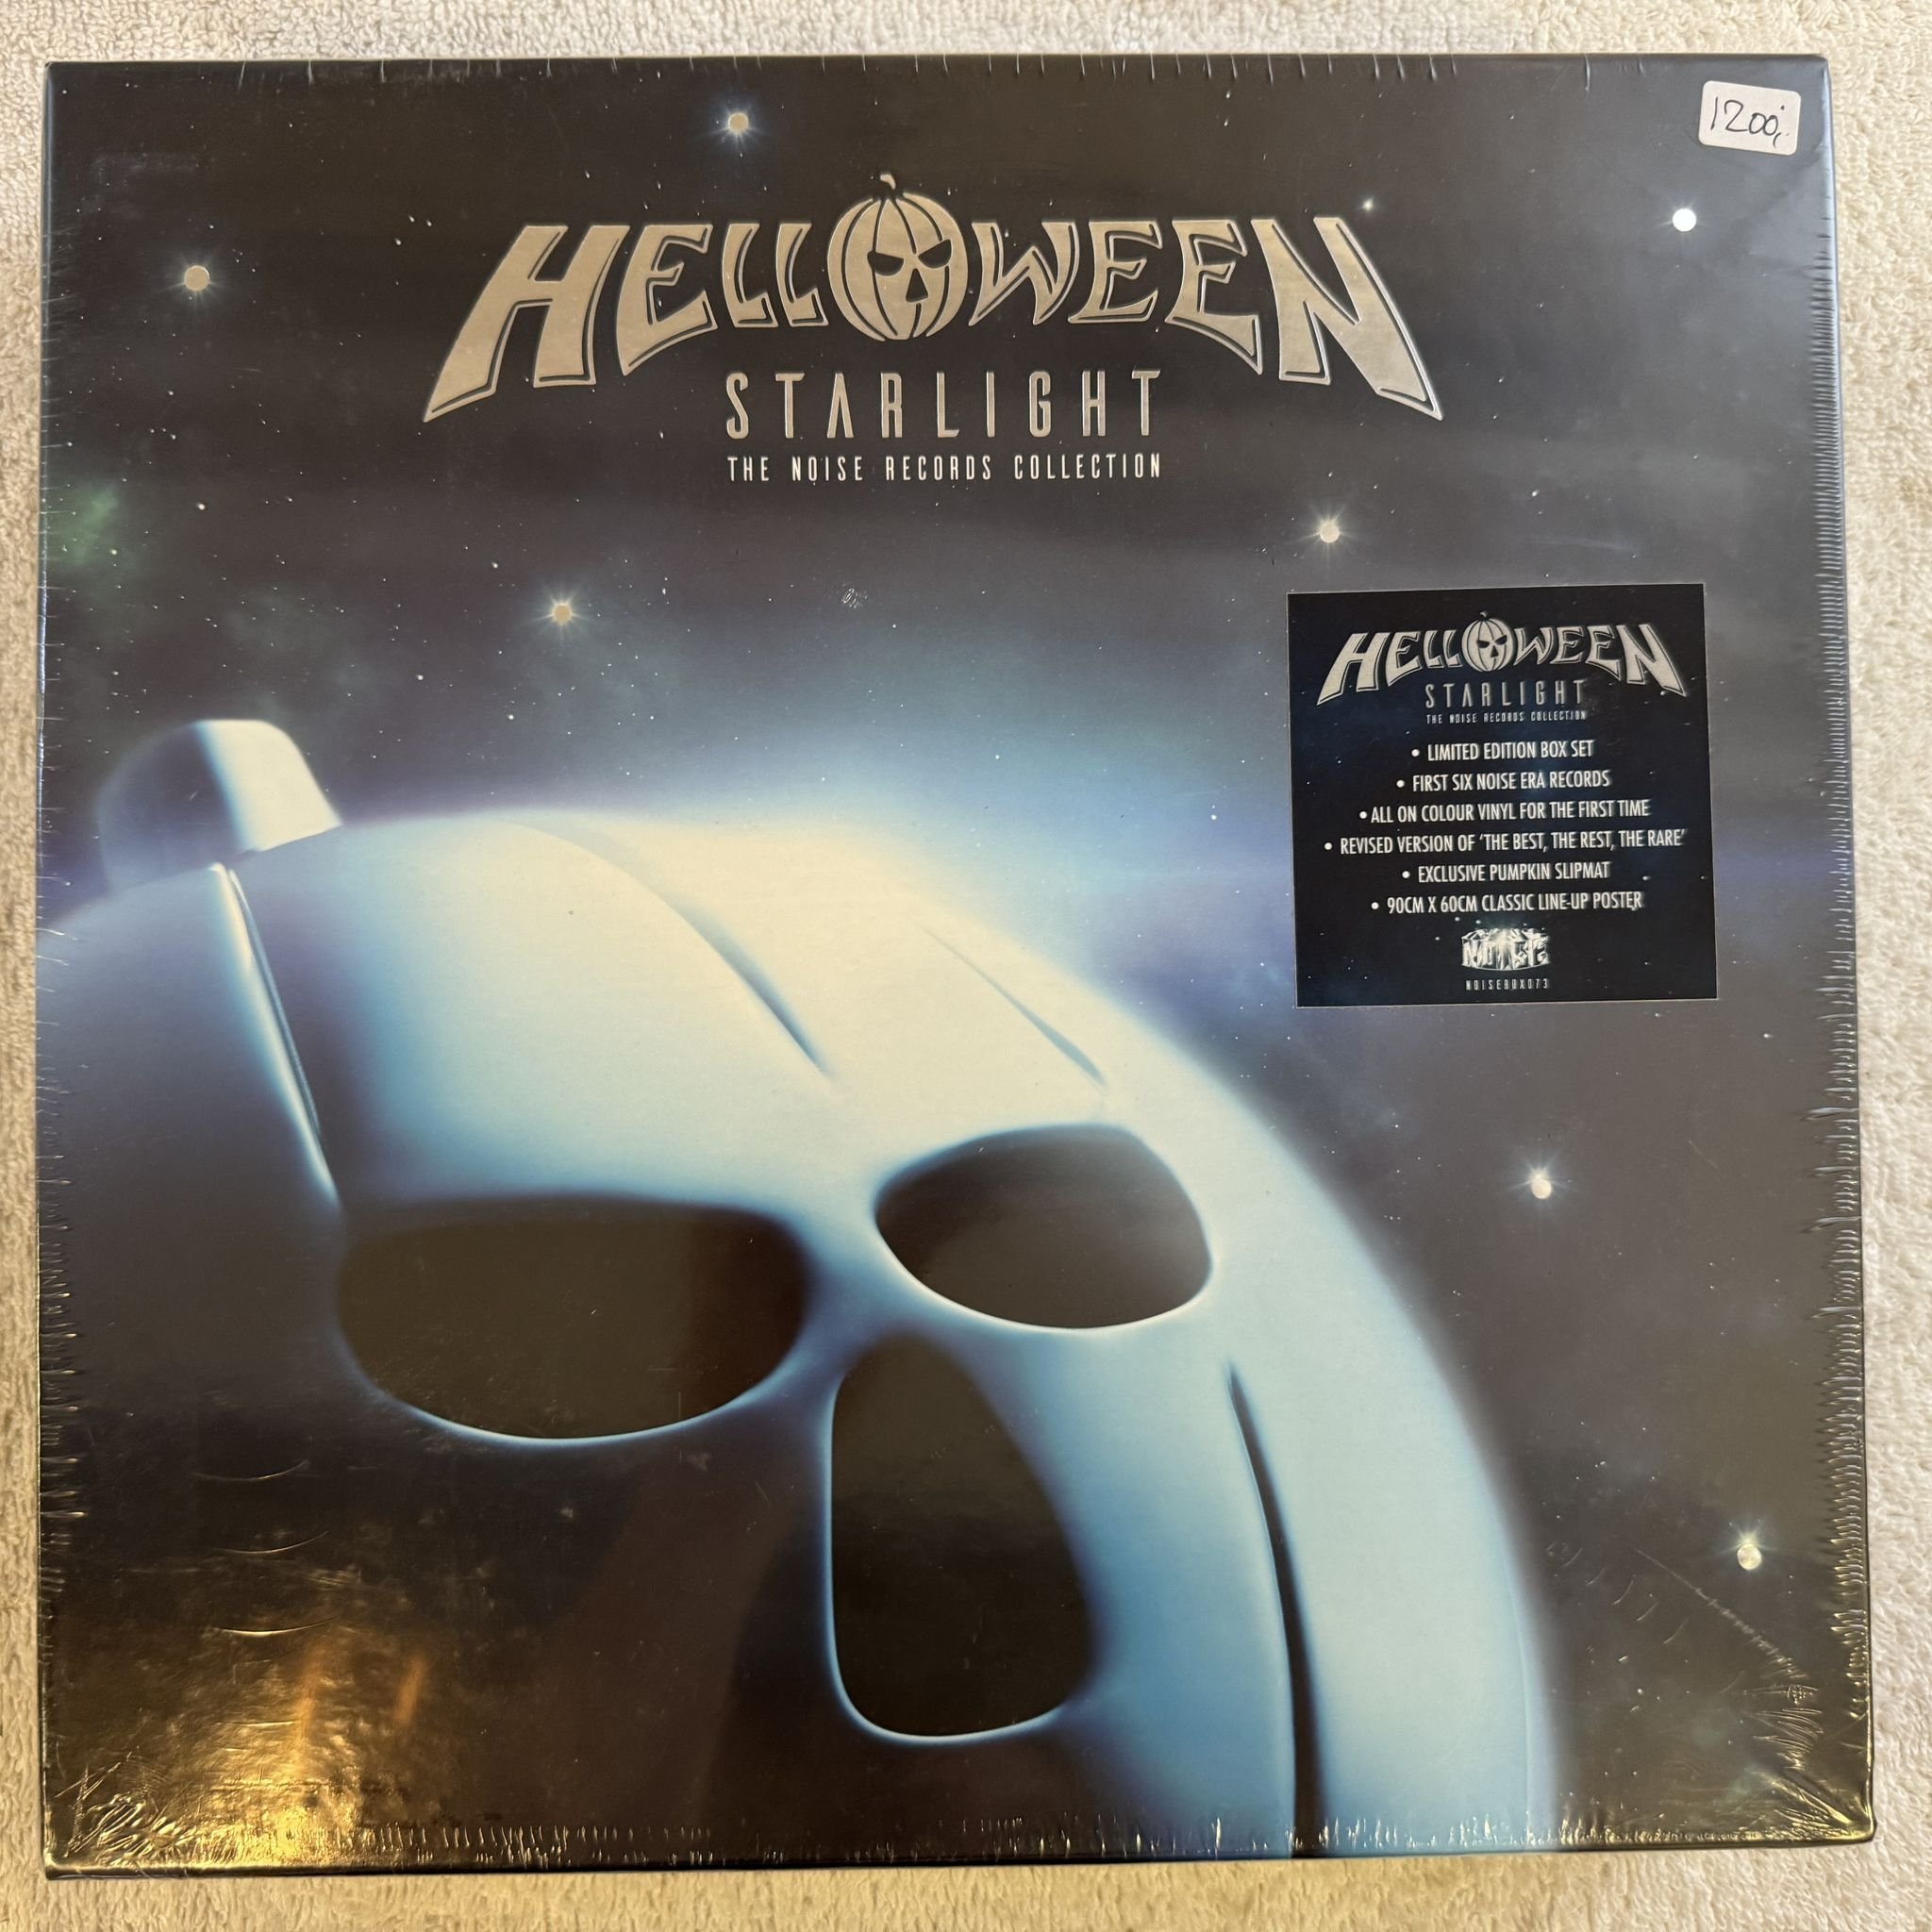 1200,-
HELLOWEEN
STARLIGHT
THE NOISE RECORDS COLLECTION
HELLOWEEN
STARLIGHT
THE NOISE RECORDS COLLECTION
• LIMITED EDITION BOX SET
• FIRST SIX NOISE ERA RECORDS
• ALL ON COLOUR VINYL FOR THE FIRST TIME
• REVISED VERSION OF 'THE BEST, THE REST, THE RARE'
• EXCLUSIVE PUMPKIN SLIPMAT
• 90CM X 60CM CLASSIC LINE-UP POSTER
NOISE
NOISEBOX073